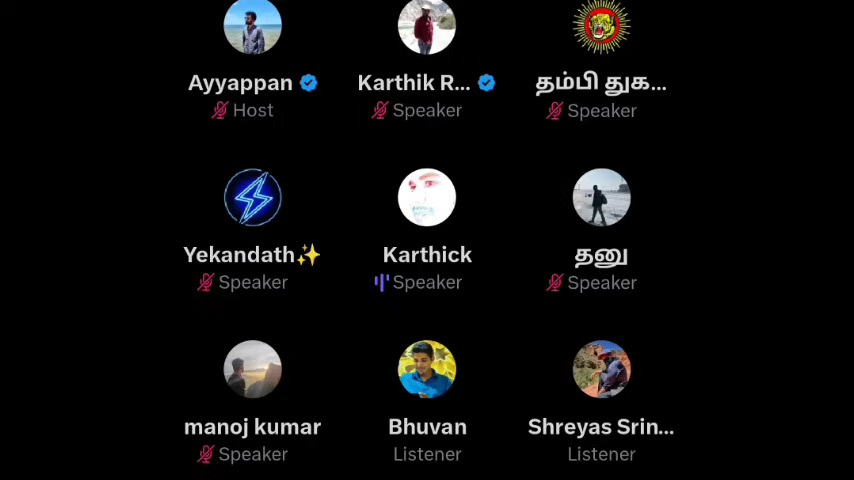 Ayyappan Karthik R... தம்பி துக...
Host Speaker Speaker
Yekandath✨ Karthick தனு
Speaker Speaker Speaker
manoj kumar Bhuvan Shreyas Srin...
Speaker Listener Listener